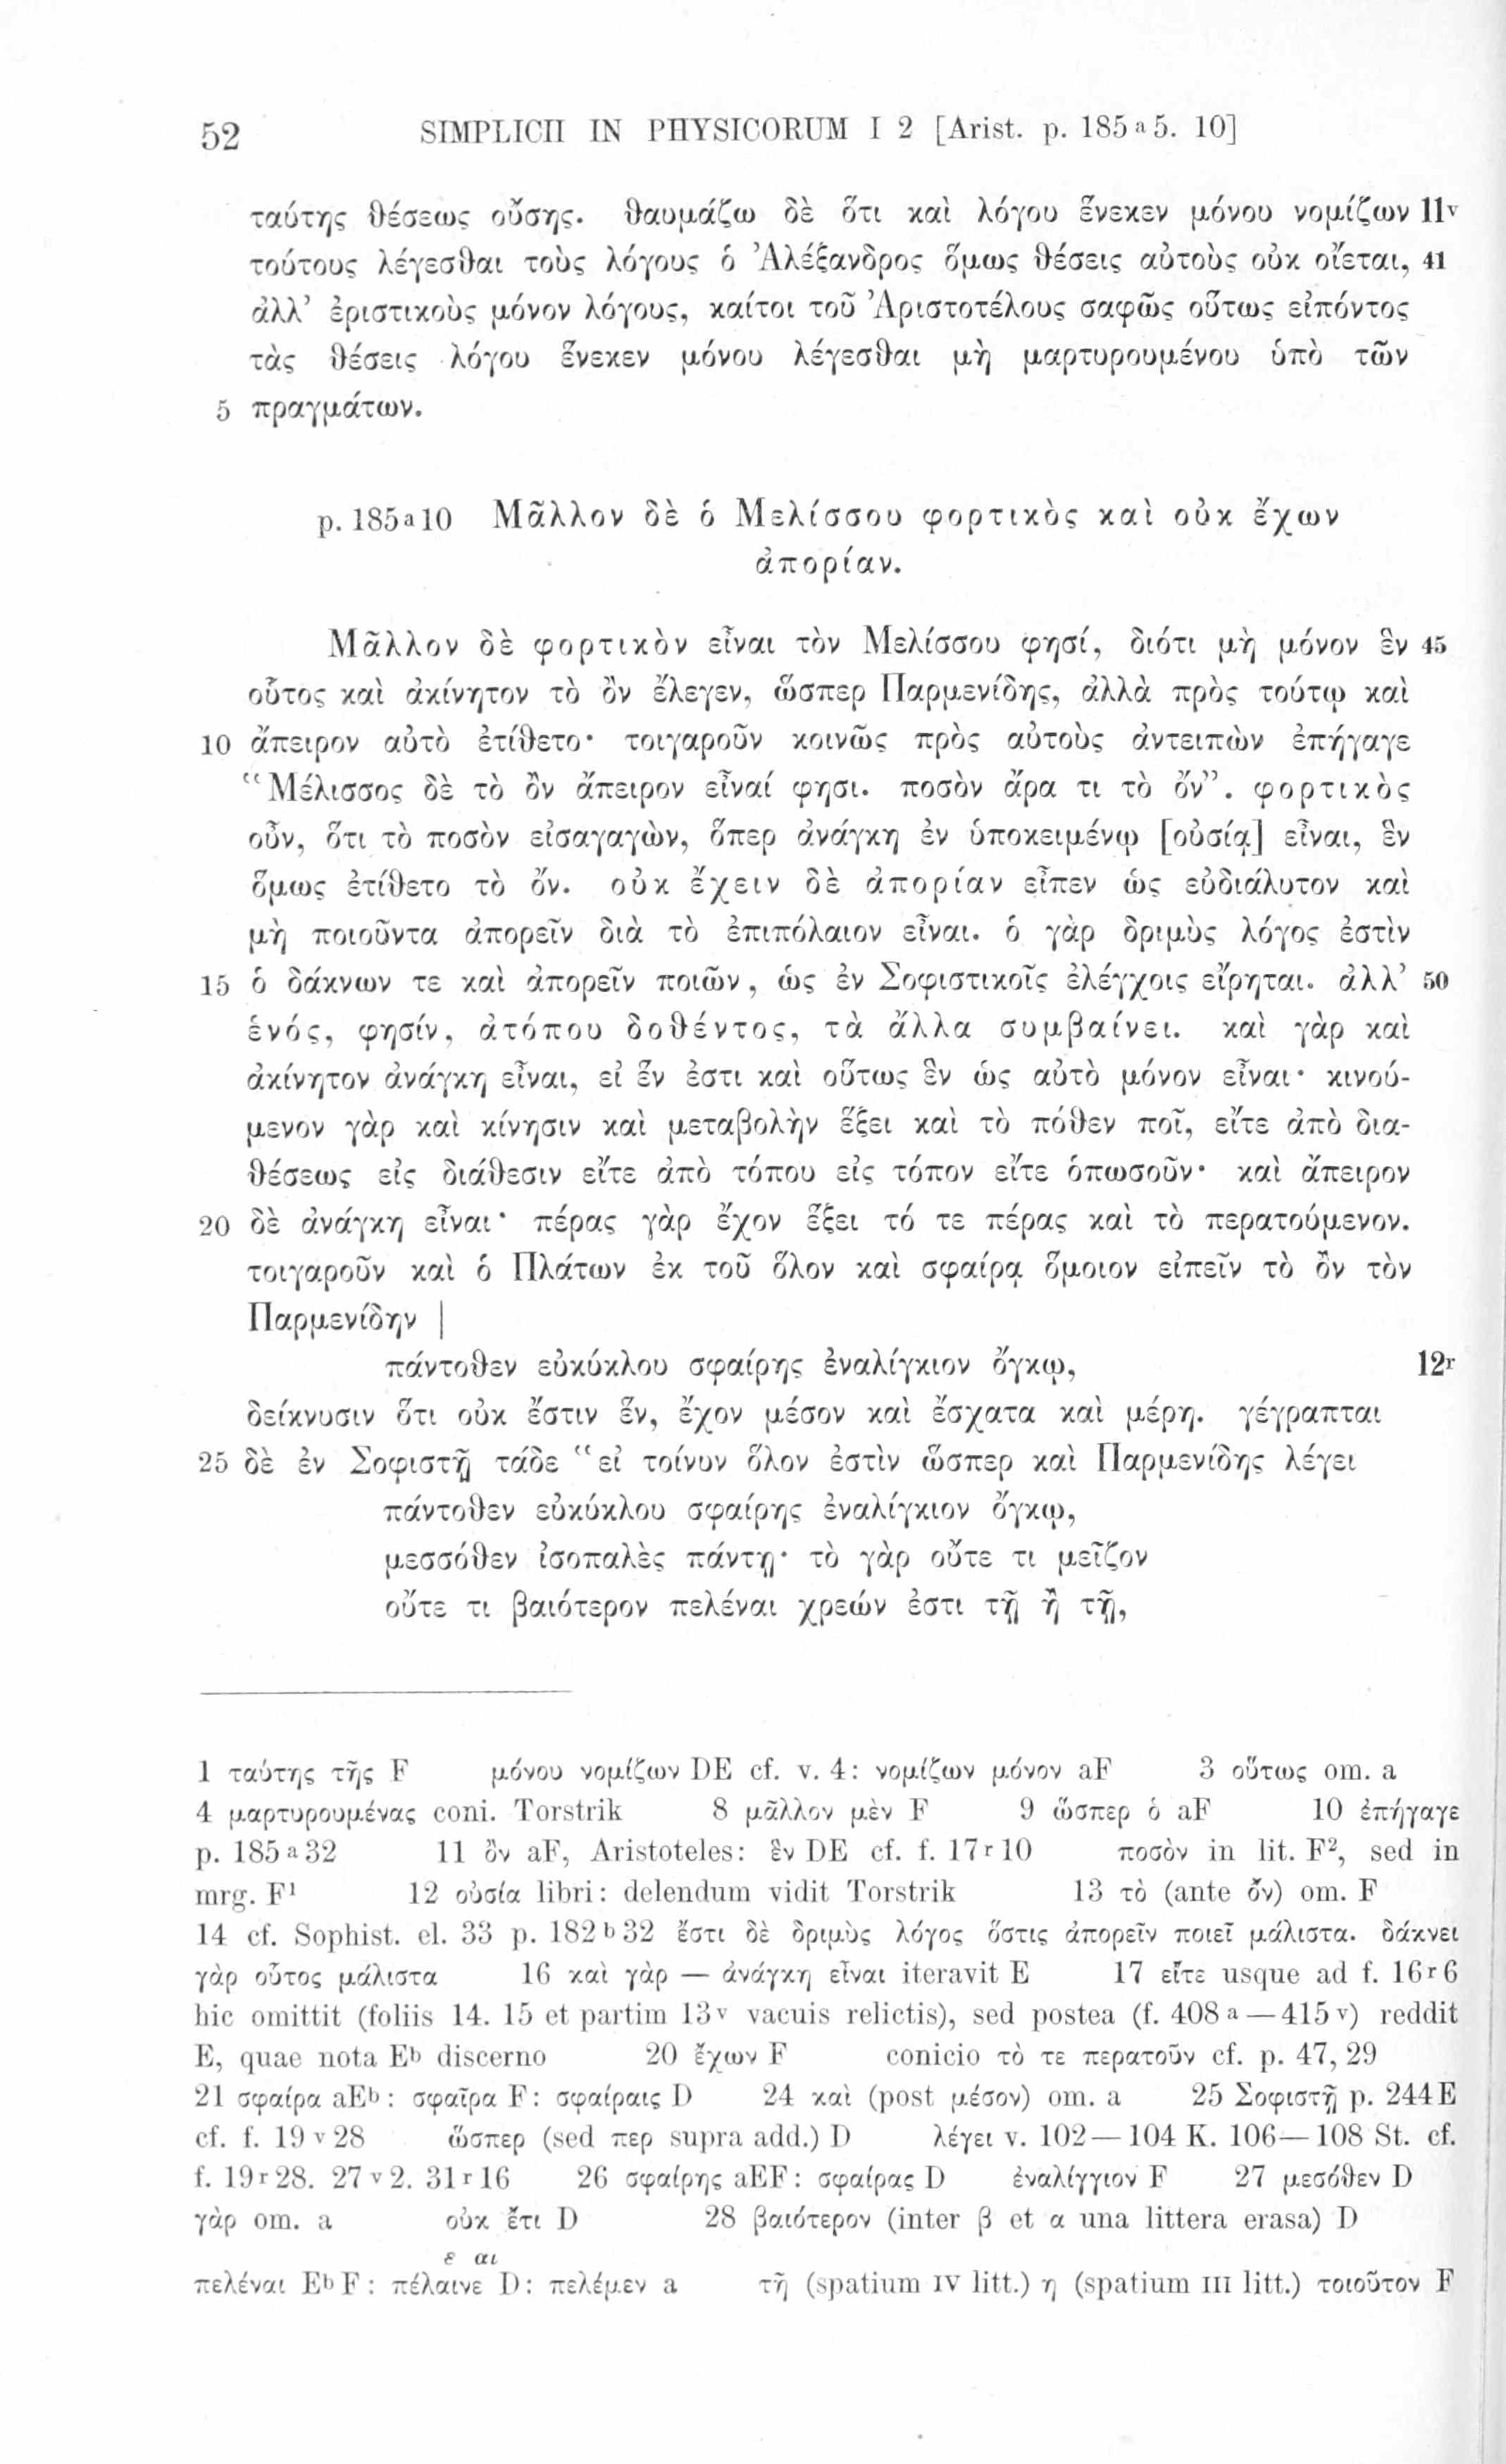 52 SIMPLICII IN PHYSICORUM I 2 [Arist. p. 185 a 5. 10]
ταύτης θέσεως οὔσης. θαυμάζω δὲ ὅτι καὶ λόγου ἕνεκεν μόνου νομίζων 11v
τούτους λέγεσθαι τοὺς λόγους ὁ Ἀλέξανδρος ὅμως θέσεις αὐτοὺς οὐκ οἴεται, 41
ἀλλ’ ἐριστικοὺς μόνον λόγους, καίτοι τοῦ Ἀριστοτέλους σαφῶς οὕτως εἰπόντος
τὰς θέσεις λόγου ἕνεκεν μόνου λέγεσθαι μὴ μαρτυρουμένου ὑπὸ τῶν
5 πραγμάτων.
p. 185a10 Μᾶλλον δὲ ὁ Μελίσσου φορτικὸς καὶ οὐκ ἔχων
ἀπορίαν.
Μᾶλλον δὲ φορτικὸν εἶναι τὸν Μελίσσου φησί, διότι μὴ μόνον ἓν 45
οὗτος καὶ ἀκίνητον τὸ ὂν ἔλεγεν, ὥσπερ Παρμενίδης, ἀλλὰ πρὸς τούτῳ καὶ
10 ἄπειρον αὐτὸ ἐτίθετο· τοιγαροῦν κοινῶς πρὸς αὐτοὺς ἀντειπὼν ἐπήγαγε
“Μέλισσος δὲ τὸ ὂν ἄπειρον εἶναί φησι. ποσὸν ἄρα τι τὸ ὄν”. φορτικὸς
οὖν, ὅτι τὸ ποσὸν εἰσαγαγὼν, ὅπερ ἀνάγκη ἐν ὑποκειμένῳ [οὐσίᾳ] εἶναι, ἓν
ὅμως ἐτίθετο τὸ ὄν. οὐκ ἔχειν δὲ ἀπορίαν εἶπεν ὡς εὐδιάλυτον καὶ
μὴ ποιοῦντα ἀπορεῖν διὰ τὸ ἐπιπόλαιον εἶναι. ὁ γὰρ δριμὺς λόγος ἐστὶν
15 ὁ δάκνων τε καὶ ἀπορεῖν ποιῶν, ὡς ἐν Σοφιστικοῖς ἐλέγχοις εἴρηται. ἀλλ’ 50
ἑνός, φησίν, ἀτόπου δοθέντος, τὰ ἄλλα συμβαίνει. καὶ γὰρ καὶ
ἀκίνητον ἀνάγκη εἶναι, εἰ ἕν ἐστι καὶ οὕτως ἓν ὡς αὐτὸ μόνον εἶναι· κινού-
μενον γὰρ καὶ κίνησιν καὶ μεταβολὴν ἕξει καὶ τὸ πόθεν ποῖ, εἴτε ἀπὸ δια-
θέσεως εἰς διάθεσιν εἴτε ἀπὸ τόπου εἰς τόπον εἴτε ὁπωσοῦν· καὶ ἄπειρον
20 δὲ ἀνάγκη εἶναι· πέρας γὰρ ἔχον ἕξει τό τε πέρας καὶ τὸ περατούμενον.
τοιγαροῦν καὶ ὁ Πλάτων ἐκ τοῦ ὅλον καὶ σφαίρᾳ ὅμοιον εἰπεῖν τὸ ὂν τὸν
Παρμενίδην |
πάντοθεν εὐκύκλου σφαίρης ἐναλίγκιον ὄγκῳ, 12r
δείκνυσιν ὅτι οὐκ ἔστιν ἕν, ἔχον μέσον καὶ ἔσχατα καὶ μέρη. γέγραπται
25 δὲ ἐν Σοφιστῇ τάδε “εἰ τοίνυν ὅλον ἐστὶν ὥσπερ καὶ Παρμενίδης λέγει
πάντοθεν εὐκύκλου σφαίρης ἐναλίγκιον ὄγκῳ,
μεσσόθεν ἰσοπαλὲς πάντῃ· τὸ γὰρ οὔτε τι μεῖζον
οὔτε τι βαιότερον πελέναι χρεών ἐστι τῇ ἢ τῇ,
1 ταύτης τῆς F μόνου νομίζων DE cf. v. 4: νομίζων μόνον aF 3 οὕτως om. a
4 μαρτυρουμένας coni. Torstrik 8 μᾶλλον μὲν F 9 ὥσπερ ὁ aF 10 ἐπήγαγε
p. 185 a 32 11 ὂν aF, Aristoteles: ἓν DE cf. f. 17r 10 ποσὸν in lit. F², sed in
mrg. F¹ 12 οὐσία libri: delendum vidit Torstrik 13 τὸ (ante ὄν) om. F
14 cf. Sophist. el. 33 p. 182 b 32 ἔστι δὲ δριμὺς λόγος ὅστις ἀπορεῖν ποιεῖ μάλιστα. δάκνει
γὰρ οὗτος μάλιστα 16 καὶ γὰρ — ἀνάγκη εἶναι iteravit E 17 εἴτε usque ad f. 16r 6
hic omittit (foliis 14. 15 et partim 13v vacuis relictis), sed postea (f. 408 a — 415 v) reddit
E, quae nota Eb discerno 20 ἔχων F conicio τὸ τε περατοῦν cf. p. 47, 29
21 σφαίρα aEb: σφαῖρα F: σφαίραις D 24 καὶ (post μέσον) om. a 25 Σοφιστῇ p. 244 E
cf. f. 19 v 28 ὥσπερ (sed περ supra add.) D λέγει v. 102—104 K. 106—108 St. cf.
f. 19r 28. 27 v 2. 31 r 16 26 σφαίρης aEF: σφαίρας D ἐναλίγγιον F 27 μεσόθεν D
γὰρ om. a οὐκ ἔτι D 28 βαιότερον (inter β et α una littera erasa) D
ε αι
πελέναι Eb F: πέλαινε D: πελέμεν a τῇ (spatium IV litt.) η (spatium III litt.) τοιοῦτον F